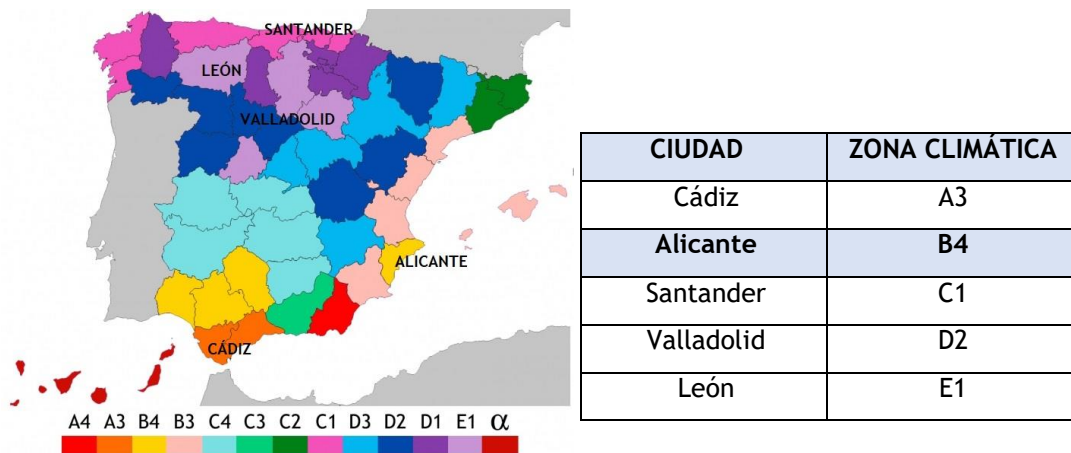 SANTANDER
LEÓN
VALLADOLID
ALICANTE
CÁDIZ
A4 A3 B4 B3 C4 C3 C2 C1 D3 D2 D1 E1 α
CIUDAD ZONA CLIMÁTICA
Cádiz A3
Alicante B4
Santander C1
Valladolid D2
León E1